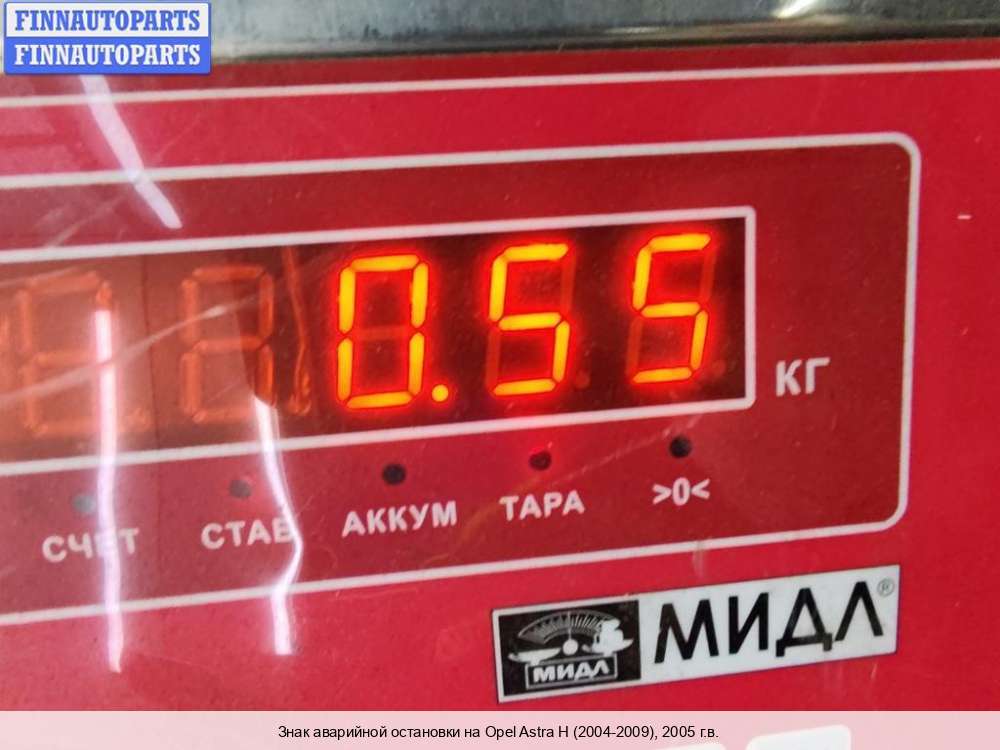 FINNAUTOPARTS
FINNAUTOPARTS
0.55
КГ
СЧЕТ СТАБ АККУМ ТАРА >0<
МИДЛ МИДЛ®
Знак аварийной остановки на Opel Astra H (2004-2009), 2005 г.в.